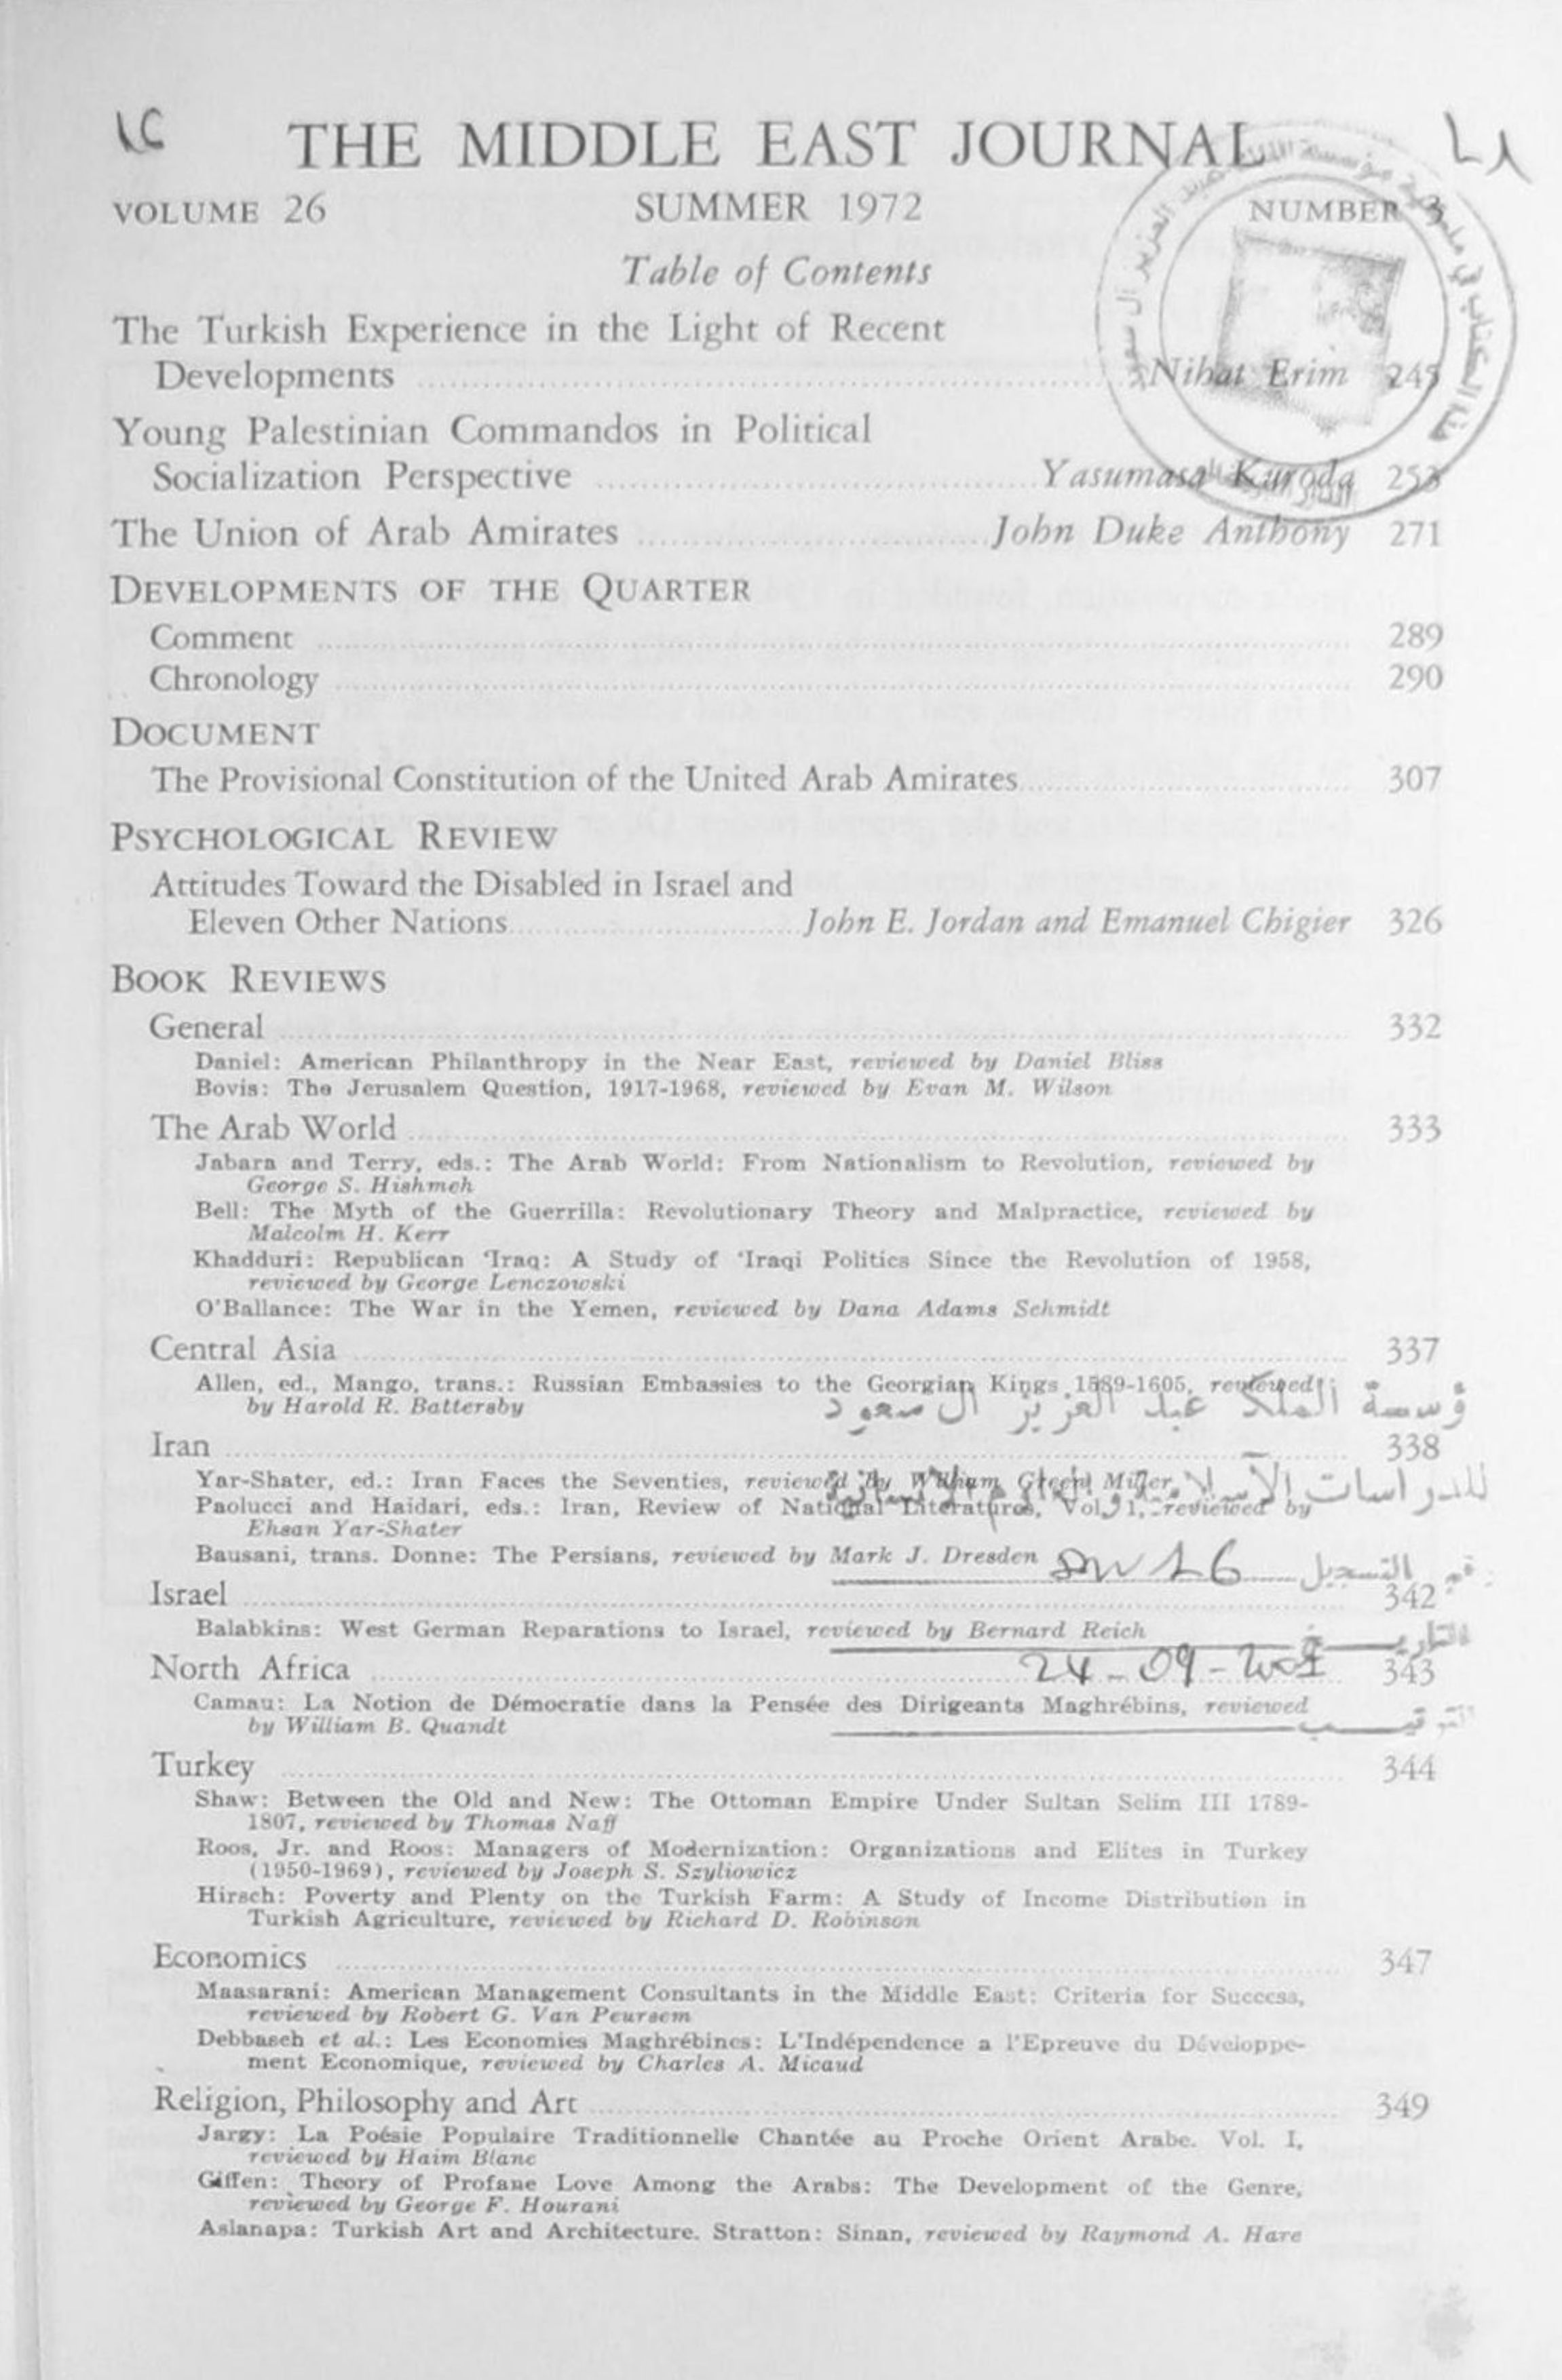 THE MIDDLE EAST JOURNAL
VOLUME 26 SUMMER 1972 NUMBER 3
Table of Contents
The Turkish Experience in the Light of Recent
Developments Nihat Erim 245
Young Palestinian Commandos in Political
Socialization Perspective Yasumasa Kuroda 253
The Union of Arab Amirates John Duke Anthony 271
DEVELOPMENTS OF THE QUARTER
Comment 289
Chronology 290
DOCUMENT
The Provisional Constitution of the United Arab Amirates 307
PSYCHOLOGICAL REVIEW
Attitudes Toward the Disabled in Israel and
Eleven Other Nations John E. Jordan and Emanuel Chigier 326
BOOK REVIEWS
General 332
Daniel: American Philanthropy in the Near East, reviewed by Daniel Bliss
Bovis: The Jerusalem Question, 1917-1968, reviewed by Evan M. Wilson
The Arab World 333
Jabara and Terry, eds.: The Arab World: From Nationalism to Revolution, reviewed by
George S. Hishmeh
Bell: The Myth of the Guerrilla: Revolutionary Theory and Malpractice, reviewed by
Malcolm H. Kerr
Khadduri: Republican 'Iraq: A Study of 'Iraqi Politics Since the Revolution of 1958,
reviewed by George Lenczowski
O'Ballance: The War in the Yemen, reviewed by Dana Adams Schmidt
Central Asia 337
Allen, ed., Mango, trans.: Russian Embassies to the Georgian Kings 1589-1605, reviewed
by Harold R. Battersby
ؤسسة الملك عبد العزيز آل سعود
Iran 338
Yar-Shater, ed.: Iran Faces the Seventies, reviewed by William Green Miller
للدراسات الإسلامية والعلوم الإنسانية
Paolucci and Haidari, eds.: Iran, Review of National Literatures, Vol. 1, reviewed by
Ehsan Yar-Shater
Bausani, trans. Donne: The Persians, reviewed by Mark J. Dresden
قم التسجيل 16
Israel 342
Balabkins: West German Reparations to Israel, reviewed by Bernard Reich
التاريخ 24-09-
North Africa 343
Camau: La Notion de Démocratie dans la Pensée des Dirigeants Maghrébins, reviewed
by William B. Quandt
Turkey 344
Shaw: Between the Old and New: The Ottoman Empire Under Sultan Selim III 1789-
1807, reviewed by Thomas Naff
Roos, Jr. and Roos: Managers of Modernization: Organizations and Elites in Turkey
(1950-1969), reviewed by Joseph S. Szyliowicz
Hirsch: Poverty and Plenty on the Turkish Farm: A Study of Income Distribution in
Turkish Agriculture, reviewed by Richard D. Robinson
Economics 347
Maasarani: American Management Consultants in the Middle East: Criteria for Success,
reviewed by Robert G. Van Peursem
Debbasch et al.: Les Economies Maghrébines: L'Indépendence a l'Epreuve du Développe-
ment Economique, reviewed by Charles A. Micaud
Religion, Philosophy and Art 349
Jargy: La Poésie Populaire Traditionnelle Chantée au Proche Orient Arabe. Vol. I,
reviewed by Haim Blanc
Giffen: Theory of Profane Love Among the Arabs: The Development of the Genre,
reviewed by George F. Hourani
Aslanapa: Turkish Art and Architecture. Stratton: Sinan, reviewed by Raymond A. Hare